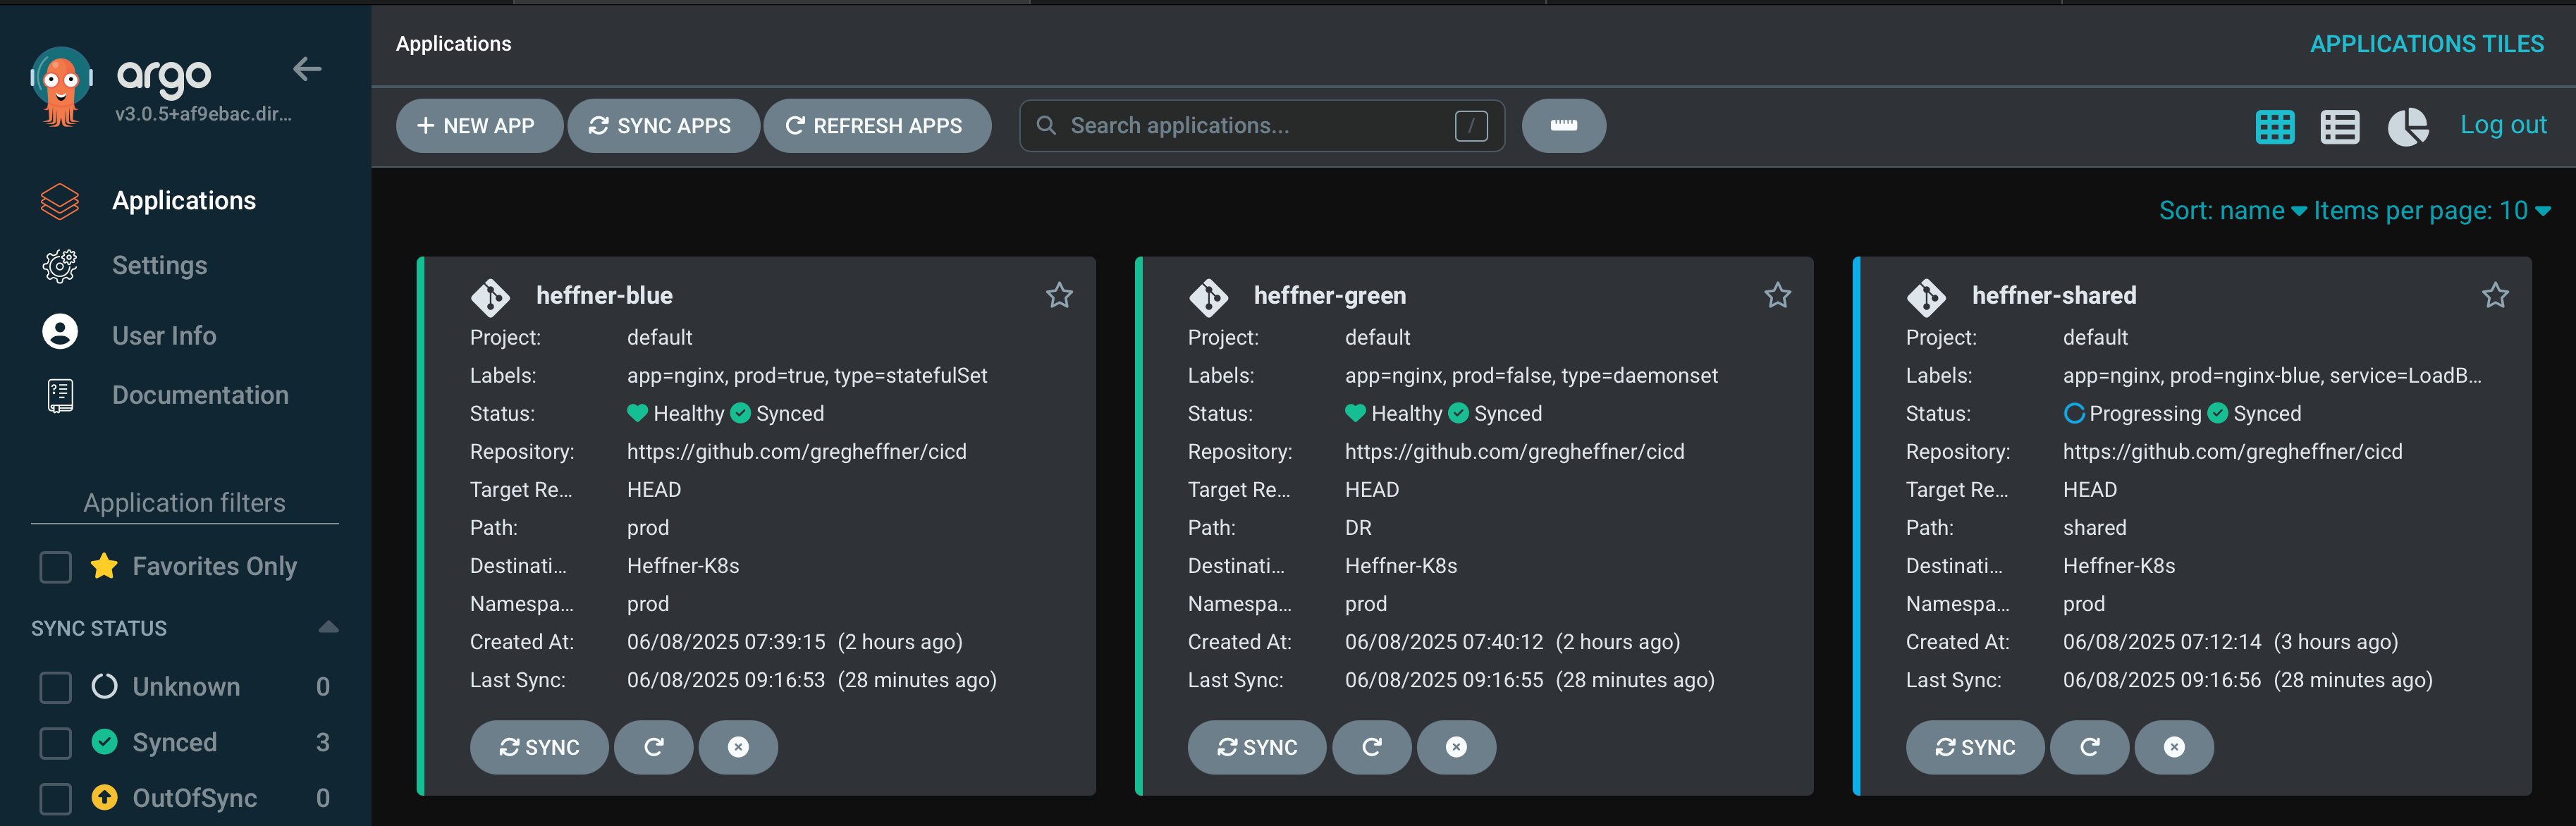 argo
v3.0.5+af9ebac.dir...
Applications
Settings
User Info
Documentation
Application filters
Favorites Only
SYNC STATUS
Unknown 0
Synced 3
OutOfSync 0
Applications
APPLICATIONS TILES
+ NEW APP SYNC APPS REFRESH APPS Search applications... / Log out
Sort: name Items per page: 10
heffner-blue
Project: default
Labels: app=nginx, prod=true, type=statefulSet
Status: Healthy Synced
Repository: https://github.com/gregheffner/cicd
Target Re... HEAD
Path: prod
Destinati... Heffner-K8s
Namespa... prod
Created At: 06/08/2025 07:39:15 (2 hours ago)
Last Sync: 06/08/2025 09:16:53 (28 minutes ago)
SYNC
heffner-green
Project: default
Labels: app=nginx, prod=false, type=daemonset
Status: Healthy Synced
Repository: https://github.com/gregheffner/cicd
Target Re... HEAD
Path: DR
Destinati... Heffner-K8s
Namespa... prod
Created At: 06/08/2025 07:40:12 (2 hours ago)
Last Sync: 06/08/2025 09:16:55 (28 minutes ago)
SYNC
heffner-shared
Project: default
Labels: app=nginx, prod=nginx-blue, service=LoadB...
Status: Progressing Synced
Repository: https://github.com/gregheffner/cicd
Target Re... HEAD
Path: shared
Destinati... Heffner-K8s
Namespa... prod
Created At: 06/08/2025 07:12:14 (3 hours ago)
Last Sync: 06/08/2025 09:16:56 (28 minutes ago)
SYNC